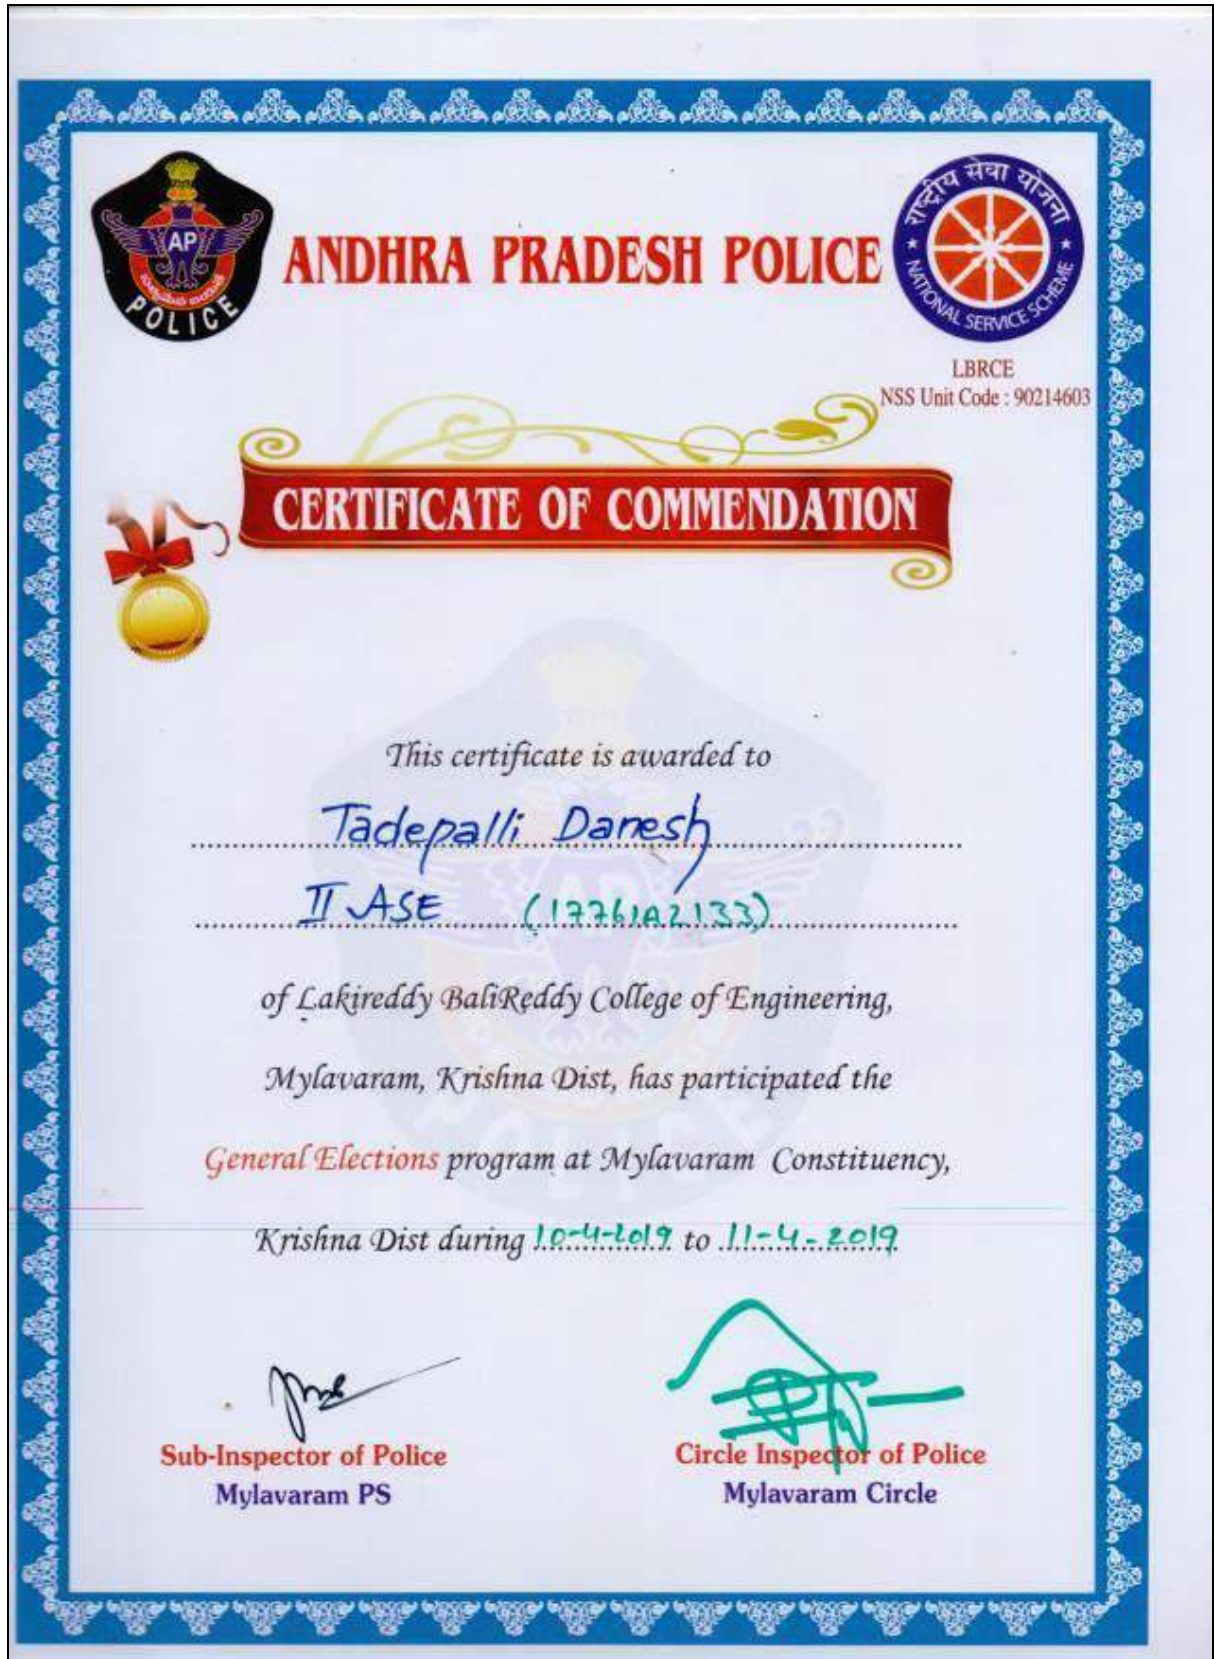 AP
POLICE
ANDHRA PRADESH POLICE
राष्ट्रीय सेवा योजना
NATIONAL SERVICE SCHEME
LBRCE
NSS Unit Code : 90214603
CERTIFICATE OF COMMENDATION
This certificate is awarded to
Tadepalli Danesh
II ASE (17761A2133)
of Lakireddy BaliReddy College of Engineering,
Mylavaram, Krishna Dist, has participated the
General Elections program at Mylavaram Constituency,
Krishna Dist during 10-4-2019 to 11-4-2019
Sub-Inspector of Police
Mylavaram PS
Circle Inspector of Police
Mylavaram Circle